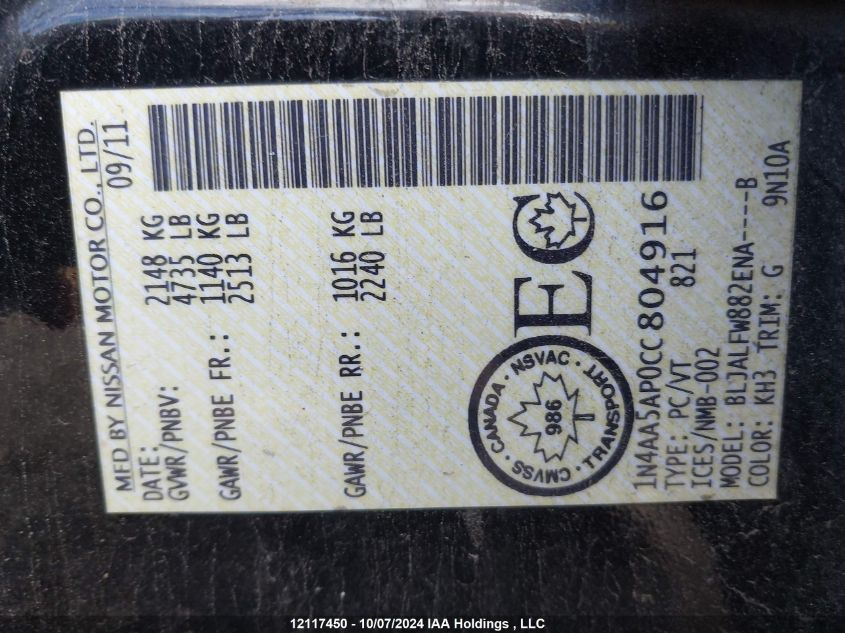 MFD BY NISSAN MOTOR CO., LTD.
DATE: 09/11
GVWR/PNBV: 2148 KG
4735 LB
GAWR/PNBE FR.: 1140 KG
2513 LB
GAWR/PNBE RR.: 1016 KG
2240 LB
CANADA · NSVAC · TRANSPORT · CMVSS ·
986
EC
T
1N4AA5AP0CC804916
TYPE: PC/VT 821
ICES/NMB-002
MODEL: BLJALFW882ENA----B
COLOR: KH3 TRIM: G 9N10A
12117450 - 10/07/2024 IAA Holdings , LLC